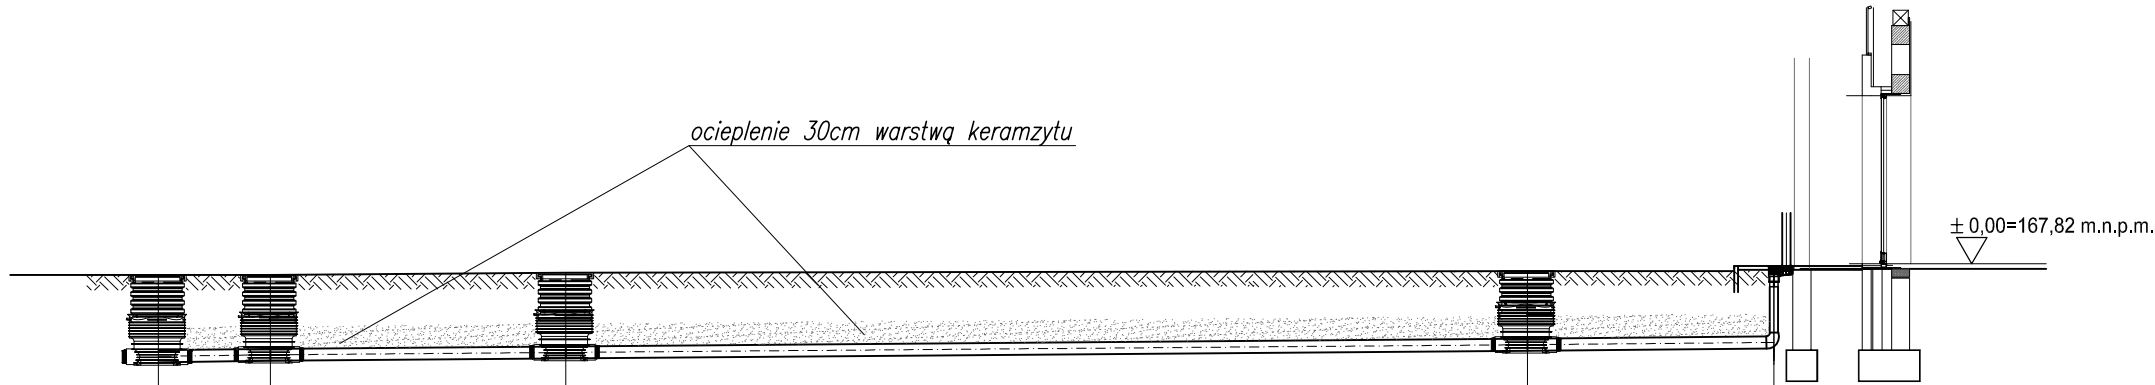 ocieplenie 30cm warstwą keramzytu
± 0,00=167,82 m.n.p.m.